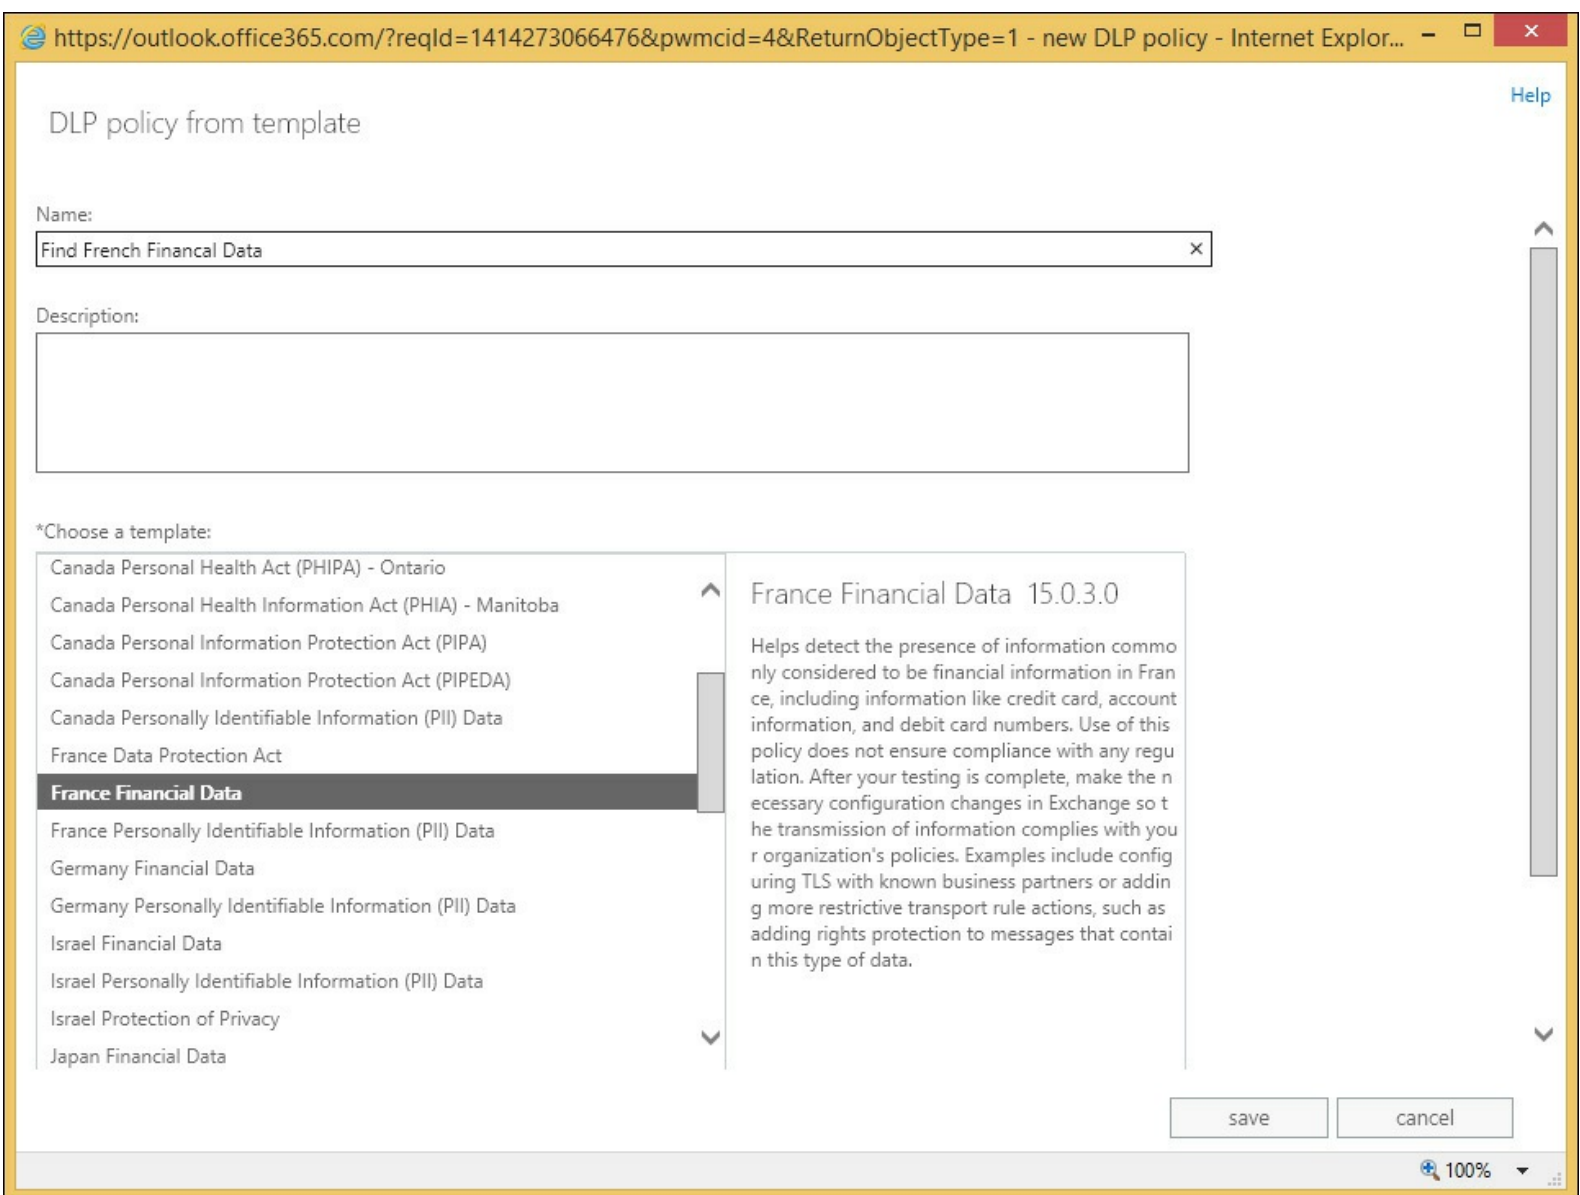 https://outlook.office365.com/?reqId=1414273066476&pwmcid=4&ReturnObjectType=1 - new DLP policy - Internet Explor...
Help
DLP policy from template
Name:
Find French Financal Data
Description:
*Choose a template:
Canada Personal Health Act (PHIPA) - Ontario
Canada Personal Health Information Act (PHIA) - Manitoba
Canada Personal Information Protection Act (PIPA)
Canada Personal Information Protection Act (PIPEDA)
Canada Personally Identifiable Information (PII) Data
France Data Protection Act
France Financial Data
France Personally Identifiable Information (PII) Data
Germany Financial Data
Germany Personally Identifiable Information (PII) Data
Israel Financial Data
Israel Personally Identifiable Information (PII) Data
Israel Protection of Privacy
Japan Financial Data
France Financial Data 15.0.3.0
Helps detect the presence of information commo
nly considered to be financial information in Fran
ce, including information like credit card, account
information, and debit card numbers. Use of this
policy does not ensure compliance with any regu
lation. After your testing is complete, make the n
ecessary configuration changes in Exchange so t
he transmission of information complies with you
r organization's policies. Examples include config
uring TLS with known business partners or addin
g more restrictive transport rule actions, such as
adding rights protection to messages that contai
n this type of data.
save
cancel
100%